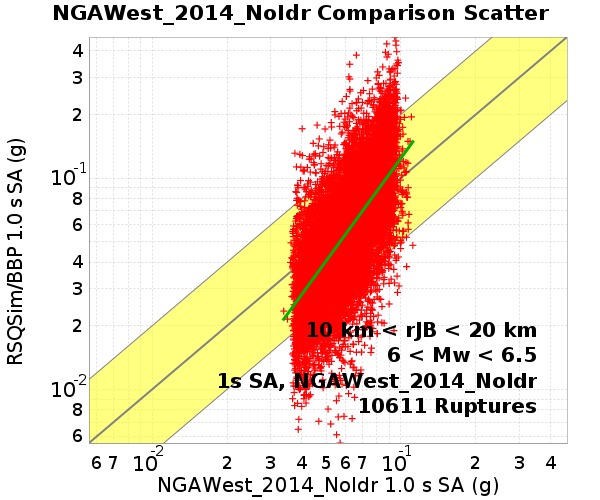 NGAWest_2014_NoIdr Comparison Scatter
RSQSim/BBP 1.0 s SA (g)
4
3
2
10-1
8
6
4
3
2
10-2
8
6
10 km < rJB < 20 km
6 < Mw < 6.5
1s SA, NGAWest_2014_NoIdr
10611 Ruptures
6 7 10-2 2 3 4 5 6 7 10-1 2 3 4
NGAWest_2014_NoIdr 1.0 s SA (g)